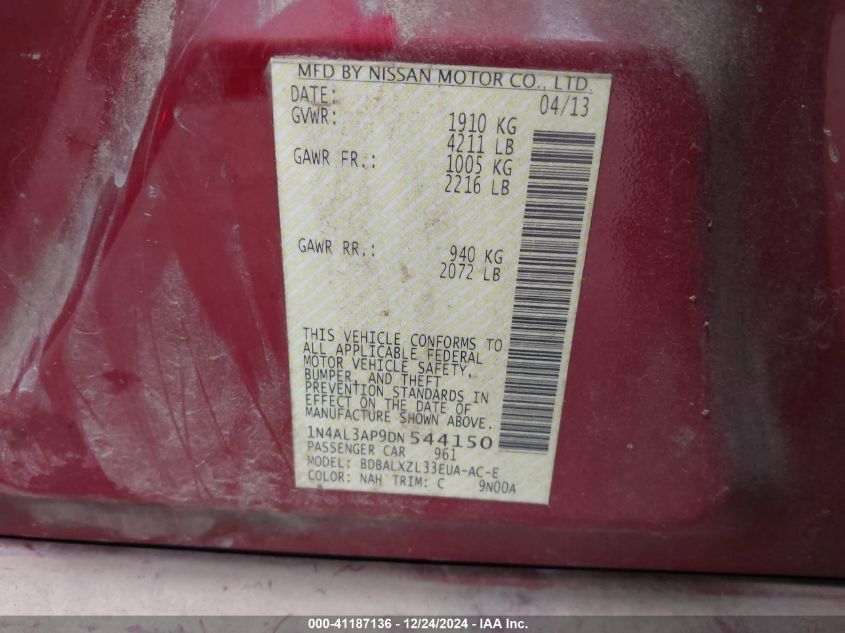 MFD BY NISSAN MOTOR CO., LTD.
DATE: 04/13
GVWR: 1910 KG
4211 LB
GAWR FR.: 1005 KG
2216 LB
GAWR RR.: 940 KG
2072 LB
THIS VEHICLE CONFORMS TO
ALL APPLICABLE FEDERAL
MOTOR VEHICLE SAFETY,
BUMPER, AND THEFT
PREVENTION STANDARDS IN
EFFECT ON THE DATE OF
MANUFACTURE SHOWN ABOVE.
1N4AL3AP9DN 544150
PASSENGER CAR 961
MODEL: BDBALXZL33EUA-AC-E
COLOR: NAH TRIM: C 9N00A
000-41187136 - 12/24/2024 - IAA Inc.